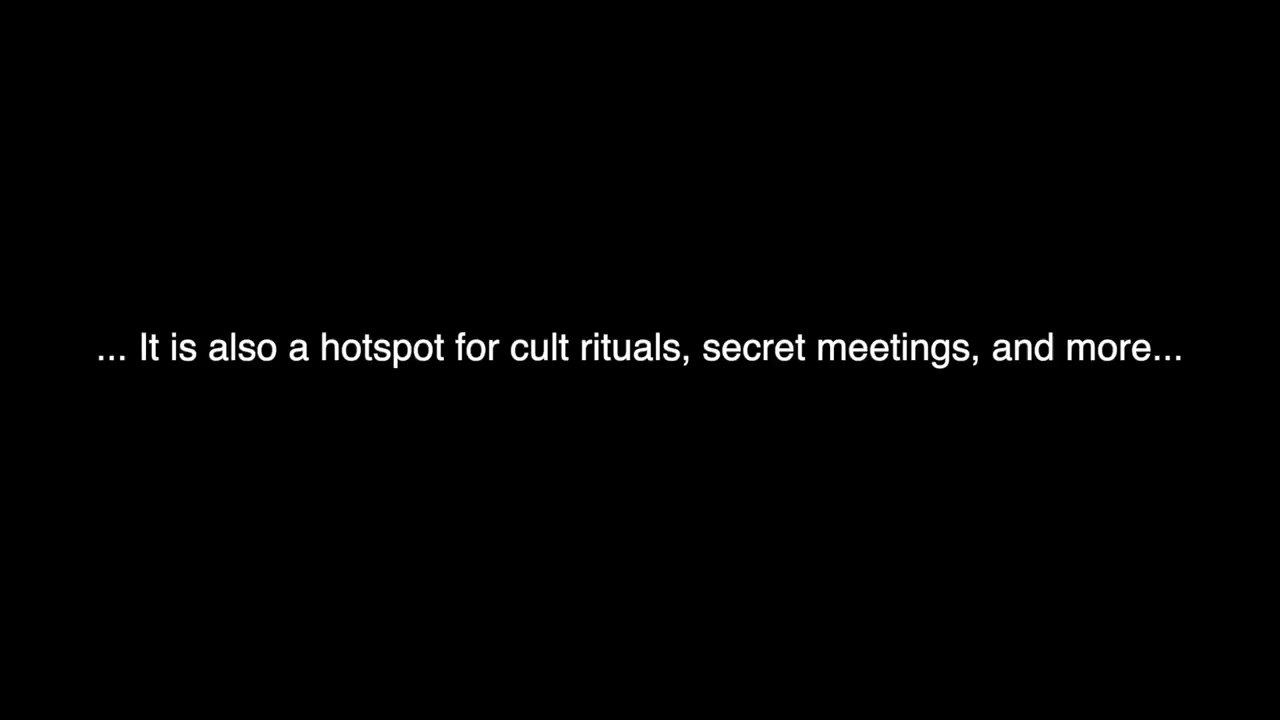 ... It is also a hotspot for cult rituals, secret meetings, and more...